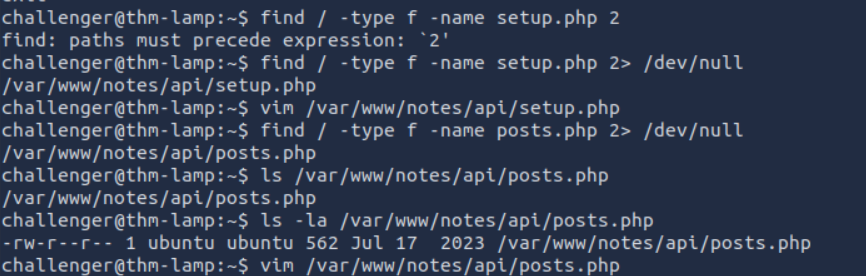 challenger@thm-lamp:~$ find / -type f -name setup.php 2
find: paths must precede expression: `2'
challenger@thm-lamp:~$ find / -type f -name setup.php 2> /dev/null
/var/www/notes/api/setup.php
challenger@thm-lamp:~$ vim /var/www/notes/api/setup.php
challenger@thm-lamp:~$ find / -type f -name posts.php 2> /dev/null
/var/www/notes/api/posts.php
challenger@thm-lamp:~$ ls /var/www/notes/api/posts.php
/var/www/notes/api/posts.php
challenger@thm-lamp:~$ ls -la /var/www/notes/api/posts.php
-rw-r--r-- 1 ubuntu ubuntu 562 Jul 17  2023 /var/www/notes/api/posts.php
challenger@thm-lamp:~$ vim /var/www/notes/api/posts.php